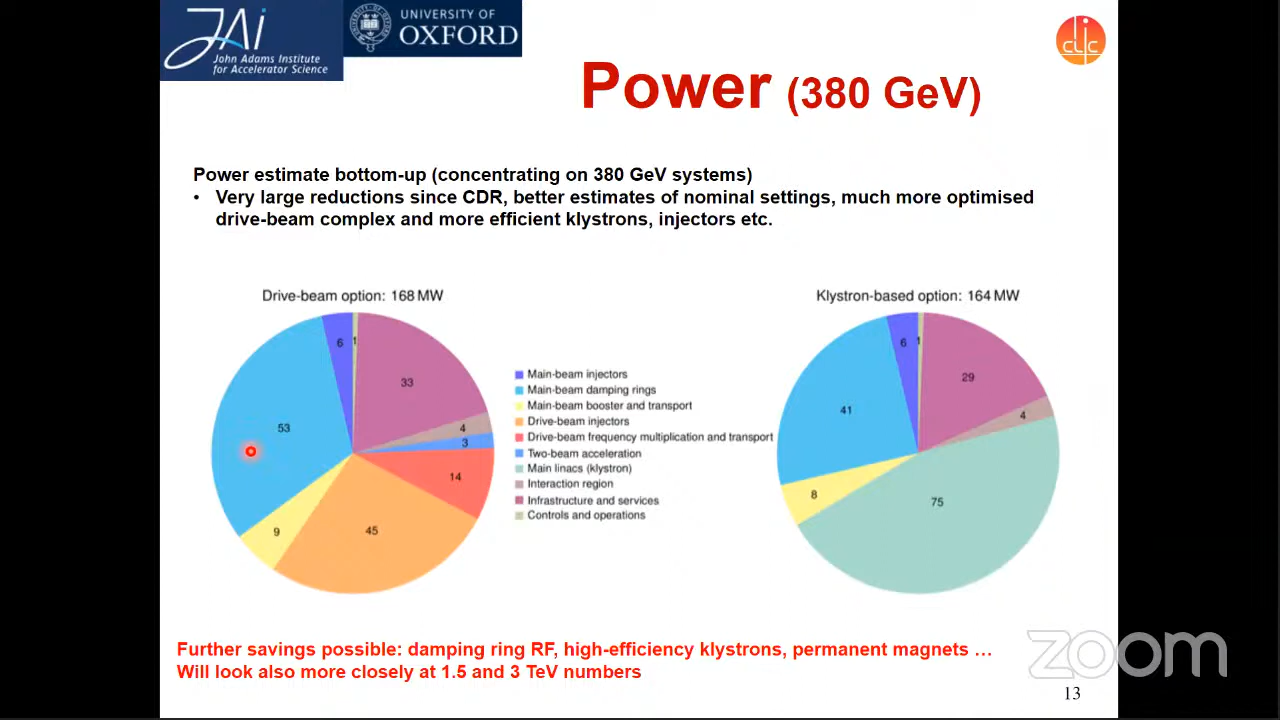 JAi
John Adams Institute
for Accelerator Science
UNIVERSITY OF
OXFORD
clic
Power (380 GeV)
Power estimate bottom-up (concentrating on 380 GeV systems)
• Very large reductions since CDR, better estimates of nominal settings, much more optimised
drive-beam complex and more efficient klystrons, injectors etc.
Drive-beam option: 168 MW
6
1
33
4
3
14
45
9
53
Main-beam injectors
Main-beam damping rings
Main-beam booster and transport
Drive-beam injectors
Drive-beam frequency multiplication and transport
Two-beam acceleration
Main linacs (klystron)
Interaction region
Infrastructure and services
Controls and operations
Klystron-based option: 164 MW
6
1
29
4
75
8
41
Further savings possible: damping ring RF, high-efficiency klystrons, permanent magnets …
Will look also more closely at 1.5 and 3 TeV numbers
zoom
13